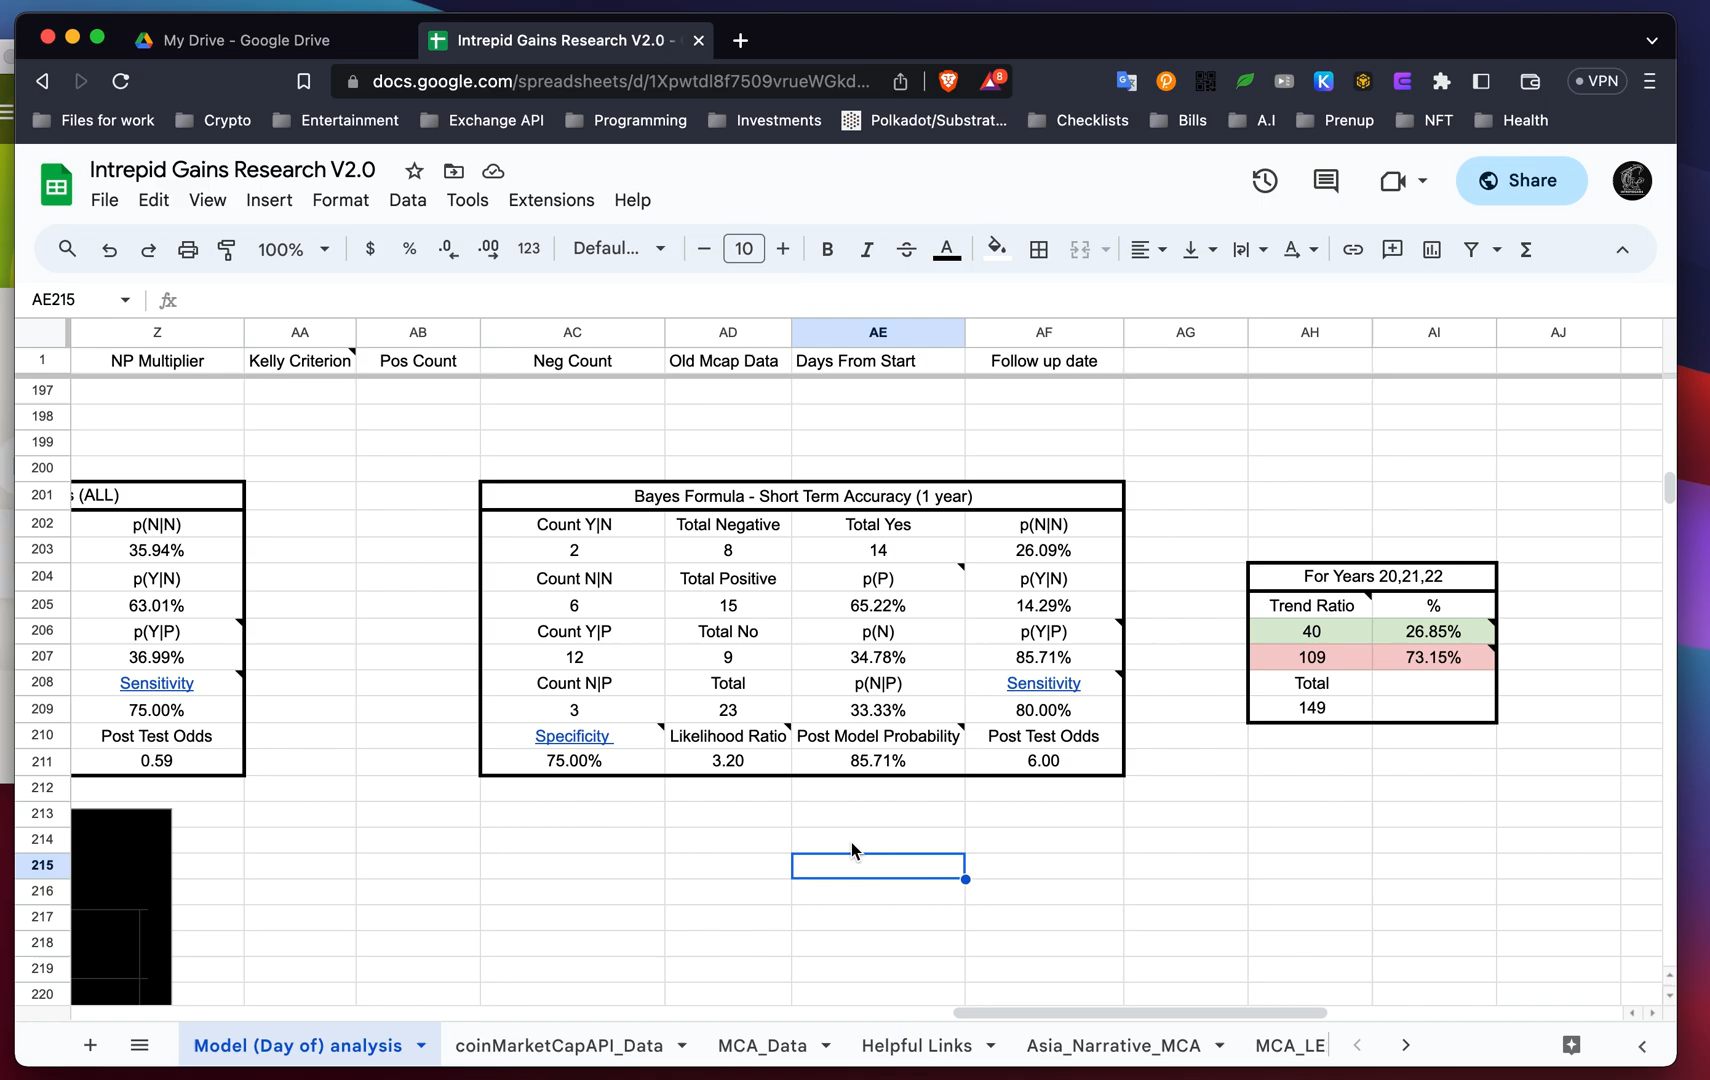 My Drive - Google Drive
Intrepid Gains Research V2.0 -
docs.google.com/spreadsheets/d/1Xpwtdl8f7509vrueWGkd...
8
VPN
Files for work
Crypto
Entertainment
Exchange API
Programming
Investments
Polkadot/Substrat...
Checklists
Bills
A.I
Prenup
NFT
Health
Intrepid Gains Research V2.0
Share
File Edit View Insert Format Data Tools Extensions Help
100% $ % .0 .00 123 Defaul... 10 B I A
AE215 fx
Z AA AB AC AD AE AF AG AH AI AJ
1 NP Multiplier Kelly Criterion Pos Count Neg Count Old Mcap Data Days From Start Follow up date
197
198
199
200
201 s (ALL) Bayes Formula - Short Term Accuracy (1 year)
202 p(N|N) Count Y|N Total Negative Total Yes p(N|N)
203 35.94% 2 8 14 26.09%
204 p(Y|N) Count N|N Total Positive p(P) p(Y|N) For Years 20,21,22
205 63.01% 6 15 65.22% 14.29% Trend Ratio %
206 p(Y|P) Count Y|P Total No p(N) p(Y|P) 40 26.85%
207 36.99% 12 9 34.78% 85.71% 109 73.15%
208 Sensitivity Count N|P Total p(N|P) Sensitivity Total
209 75.00% 3 23 33.33% 80.00% 149
210 Post Test Odds Specificity Likelihood Ratio Post Model Probability Post Test Odds
211 0.59 75.00% 3.20 85.71% 6.00
212
213
214
215
216
217
218
219
220
Model (Day of) analysis coinMarketCapAPI_Data MCA_Data Helpful Links Asia_Narrative_MCA MCA_LE